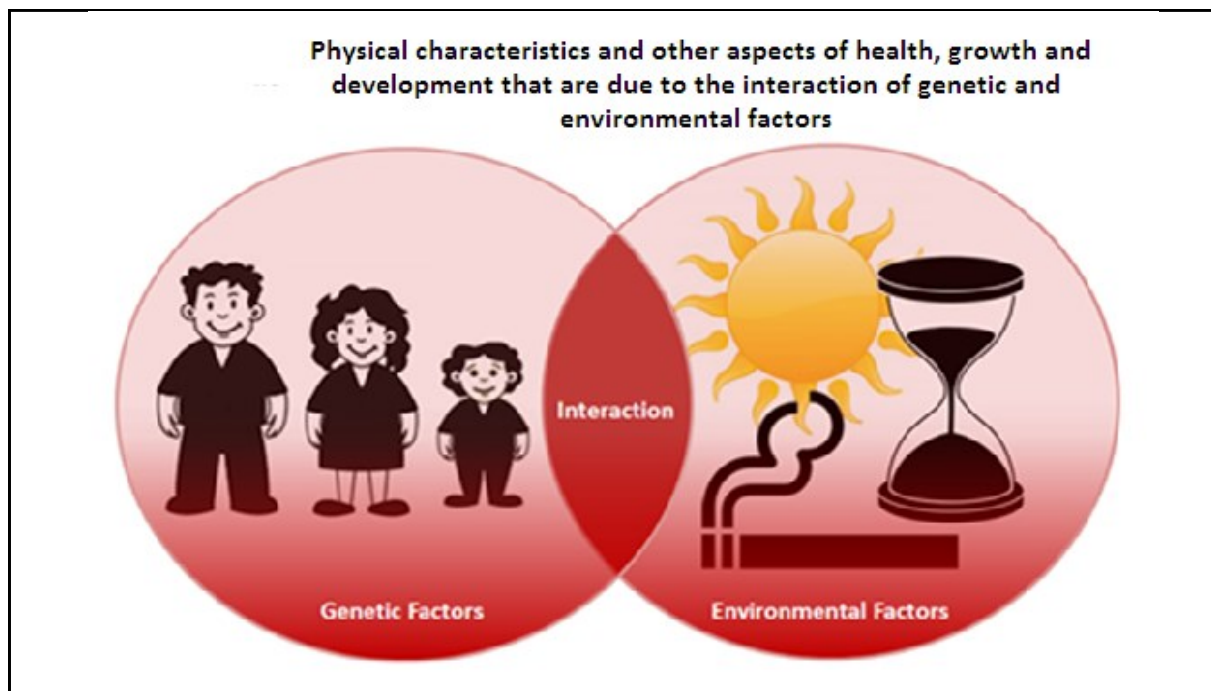 Physical characteristics and other aspects of health, growth and
development that are due to the interaction of genetic and
environmental factors
Interaction
Genetic Factors
Environmental Factors